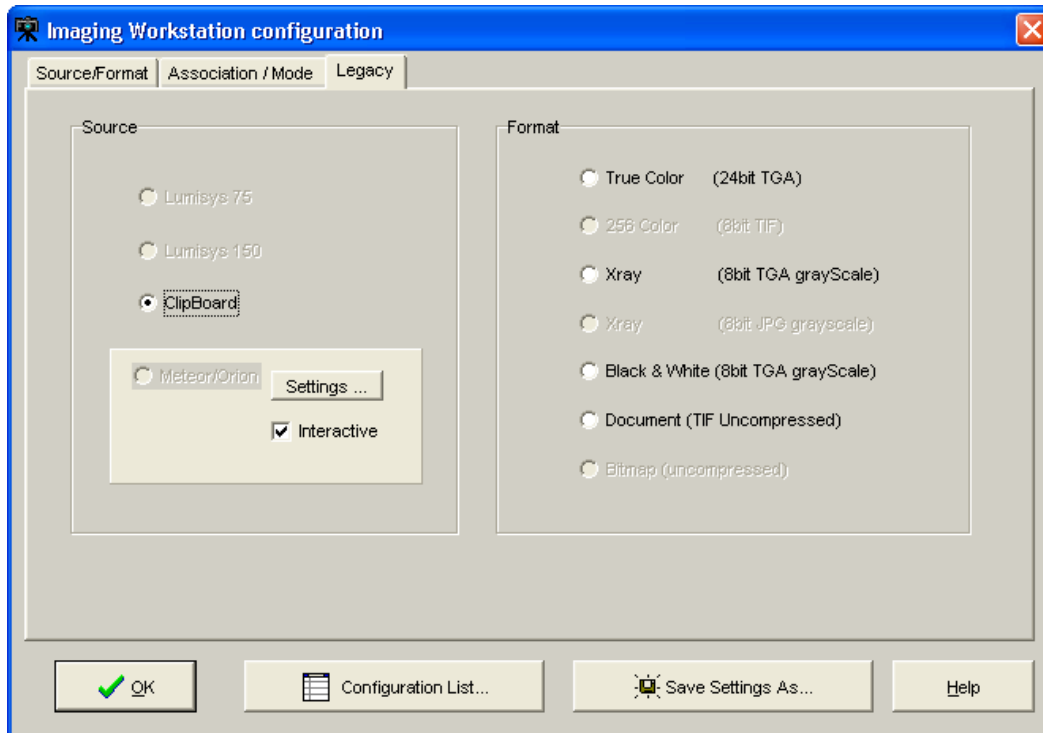 Imaging Workstation configuration
Source/Format
Association / Mode
Legacy
Source
Lumisys 75
Lumisys 150
ClipBoard
Meteor/Orion
Settings ...
Interactive
Format
True Color (24bit TGA)
256 Color (8bit TIF)
Xray (8bit TGA grayScale)
Xray (8bit JPG grayscale)
Black & White (8bit TGA grayScale)
Document (TIF Uncompressed)
Bitmap (uncompressed)
OK
Configuration List...
Save Settings As...
Help